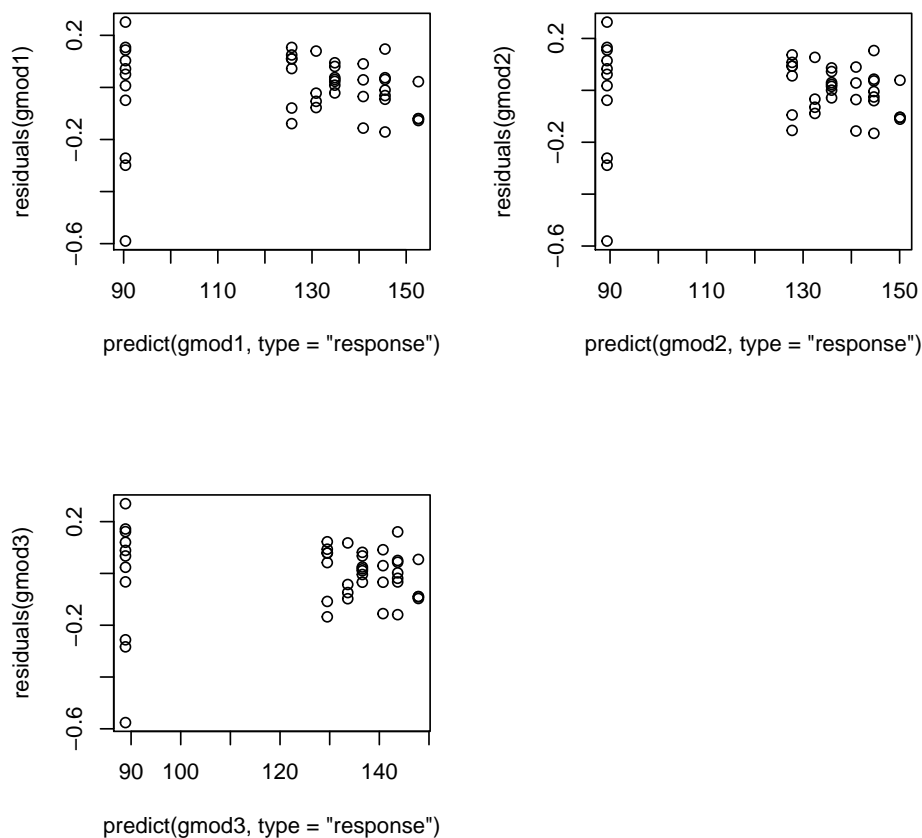 residuals(gmod1)
0.2
−0.2
−0.6
90 110 130 150
predict(gmod1, type = "response")
residuals(gmod2)
0.2
−0.2
−0.6
90 110 130 150
predict(gmod2, type = "response")
residuals(gmod3)
0.2
−0.2
−0.6
90 100 120 140
predict(gmod3, type = "response")